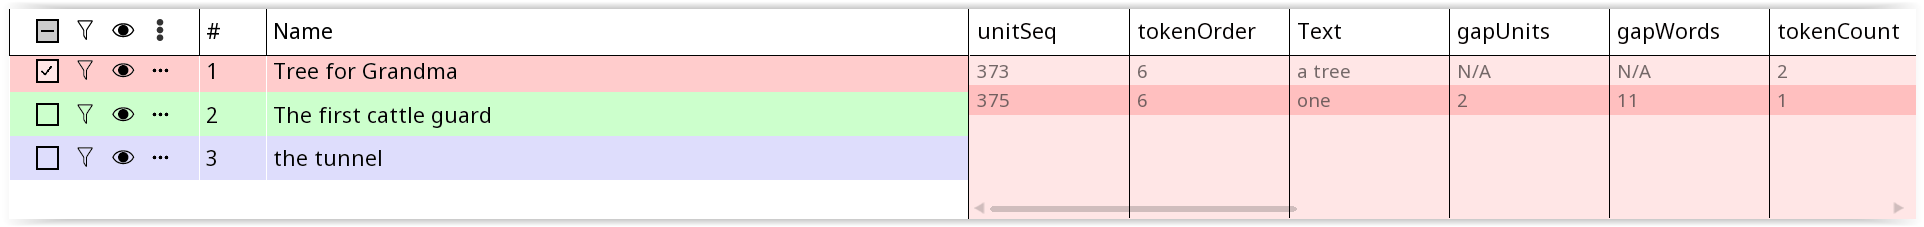 # Name unitSeq tokenOrder Text gapUnits gapWords tokenCount
1 Tree for Grandma 373 6 a tree N/A N/A 2
375 6 one 2 11 1
2 The first cattle guard
3 the tunnel